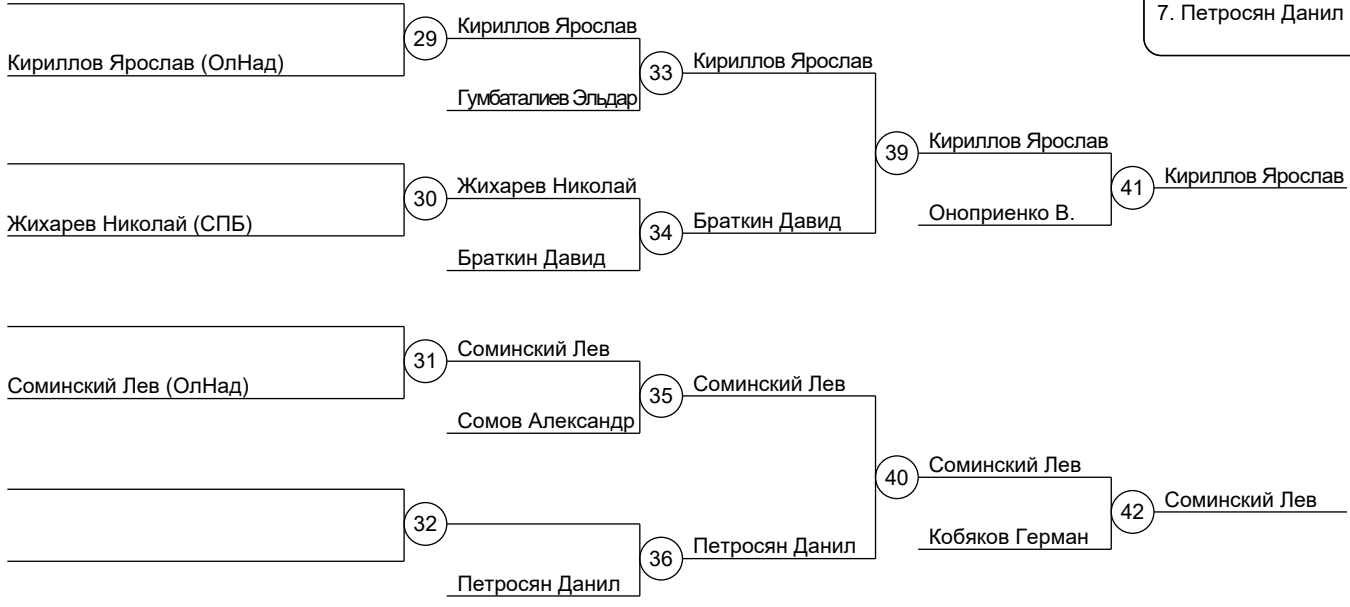 7. Петросян Данил
Кириллов Ярослав (ОлНад)
29
Кириллов Ярослав
Гумбаталиев Эльдар
33
Кириллов Ярослав
Жихарев Николай (СПБ)
30
Жихарев Николай
Браткин Давид
34
Браткин Давид
39
Кириллов Ярослав
Оноприенко В.
41
Кириллов Ярослав
Соминский Лев (ОлНад)
31
Соминский Лев
Сомов Александр
35
Соминский Лев
32
Петросян Данил
36
Петросян Данил
40
Соминский Лев
Кобяков Герман
42
Соминский Лев